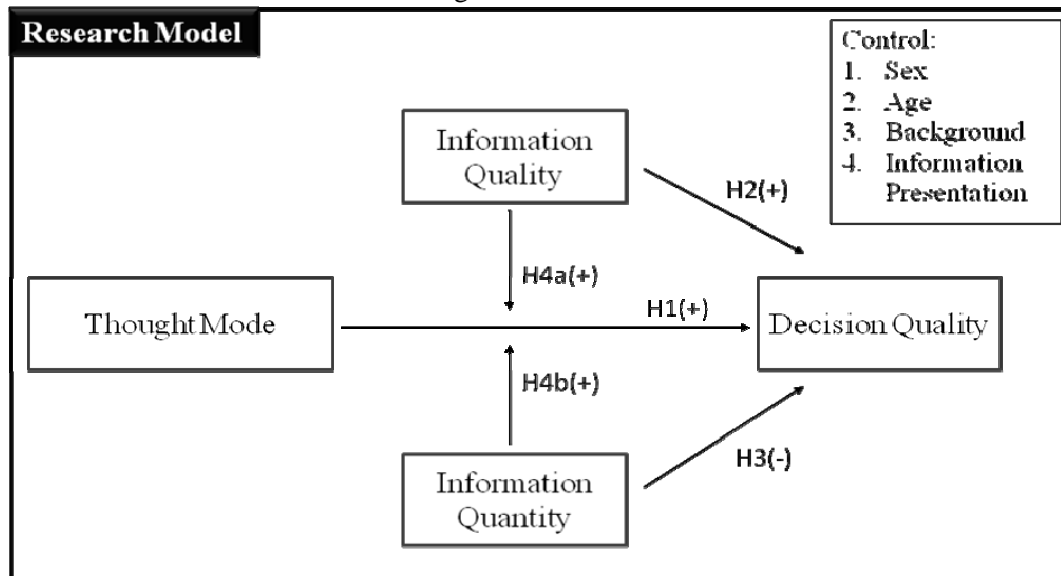 Research Model
Control:
1. Sex
2. Age
3. Background
4. Information
Presentation
Information
Quality
H2(+)
H4a(+)
Thought Mode
H1(+)
Decision Quality
H4b(+)
Information
Quantity
H3(-)